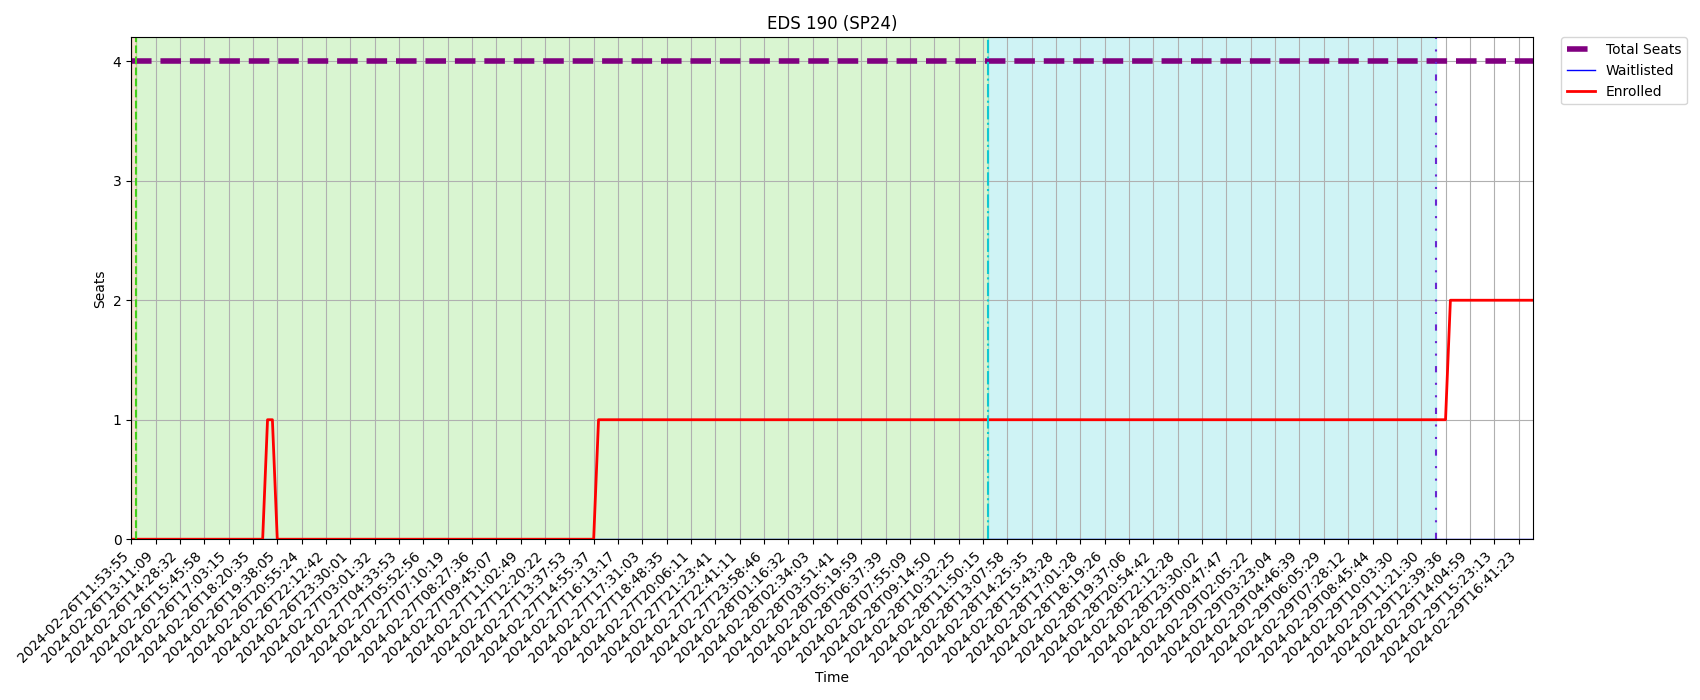 EDS 190 (SP24)
Total Seats
Waitlisted
Enrolled
4
3
2
1
0
Seats
2024-02-26T11:53:55
2024-02-26T13:11:09
2024-02-26T14:28:32
2024-02-26T15:45:58
2024-02-26T17:03:15
2024-02-26T18:20:35
2024-02-26T19:38:05
2024-02-26T20:55:24
2024-02-26T22:12:42
2024-02-26T23:30:01
2024-02-27T03:01:32
2024-02-27T04:33:53
2024-02-27T05:52:56
2024-02-27T07:10:19
2024-02-27T08:27:36
2024-02-27T09:45:07
2024-02-27T11:02:49
2024-02-27T12:20:22
2024-02-27T13:37:53
2024-02-27T14:55:37
2024-02-27T16:13:17
2024-02-27T17:31:03
2024-02-27T18:48:35
2024-02-27T20:06:11
2024-02-27T21:23:41
2024-02-27T22:41:11
2024-02-27T23:58:46
2024-02-28T01:16:32
2024-02-28T02:34:03
2024-02-28T03:51:41
2024-02-28T05:19:59
2024-02-28T06:37:39
2024-02-28T07:55:09
2024-02-28T09:14:50
2024-02-28T10:32:25
2024-02-28T11:50:15
2024-02-28T13:07:58
2024-02-28T14:25:35
2024-02-28T15:43:28
2024-02-28T17:01:28
2024-02-28T18:19:26
2024-02-28T19:37:06
2024-02-28T20:54:42
2024-02-28T22:12:28
2024-02-28T23:30:02
2024-02-29T00:47:47
2024-02-29T02:05:22
2024-02-29T03:23:04
2024-02-29T04:46:39
2024-02-29T06:05:29
2024-02-29T07:28:12
2024-02-29T08:45:44
2024-02-29T10:03:30
2024-02-29T11:21:30
2024-02-29T12:39:36
2024-02-29T14:04:59
2024-02-29T15:23:13
2024-02-29T16:41:23
Time